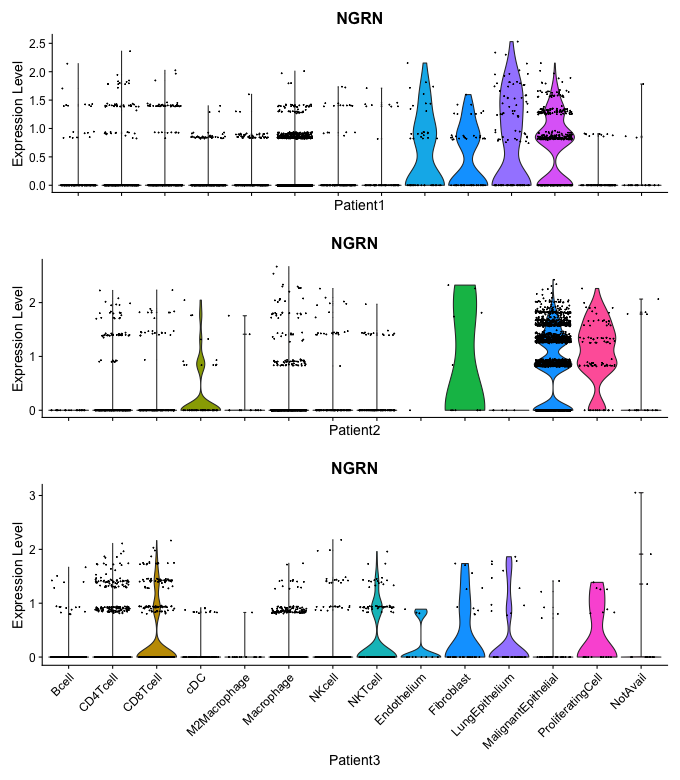 NGRN
Expression Level
2.5
2.0
1.5
1.0
0.5
0.0
Patient1
NGRN
Expression Level
2
1
0
Patient2
NGRN
Expression Level
3
2
1
0
Bcell
CD4Tcell
CD8Tcell
cDC
M2Macrophage
Macrophage
NKcell
NKTcell
Endothelium
Fibroblast
LungEpithelium
MalignantEpithelial
ProliferatingCell
NotAvail
Patient3